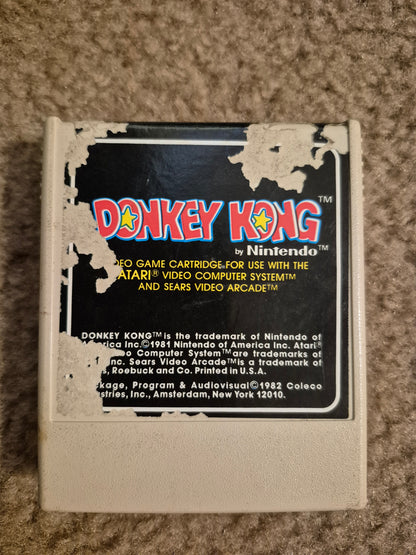 DONKEY KONG™
by Nintendo™
DEO GAME CARTRIDGE FOR USE WITH THE
ATARI® VIDEO COMPUTER SYSTEM™
AND SEARS VIDEO ARCADE™
DONKEY KONG™ is the trademark of Nintendo of
America Inc.©1981 Nintendo of America Inc. Atari®
Computer System™ are trademarks of
Inc. Sears Video Arcade™ is a trademark of
Roebuck and Co. Printed in U.S.A.
Program & Audiovisual©1982 Coleco
Inc., Amsterdam, New York 12010.